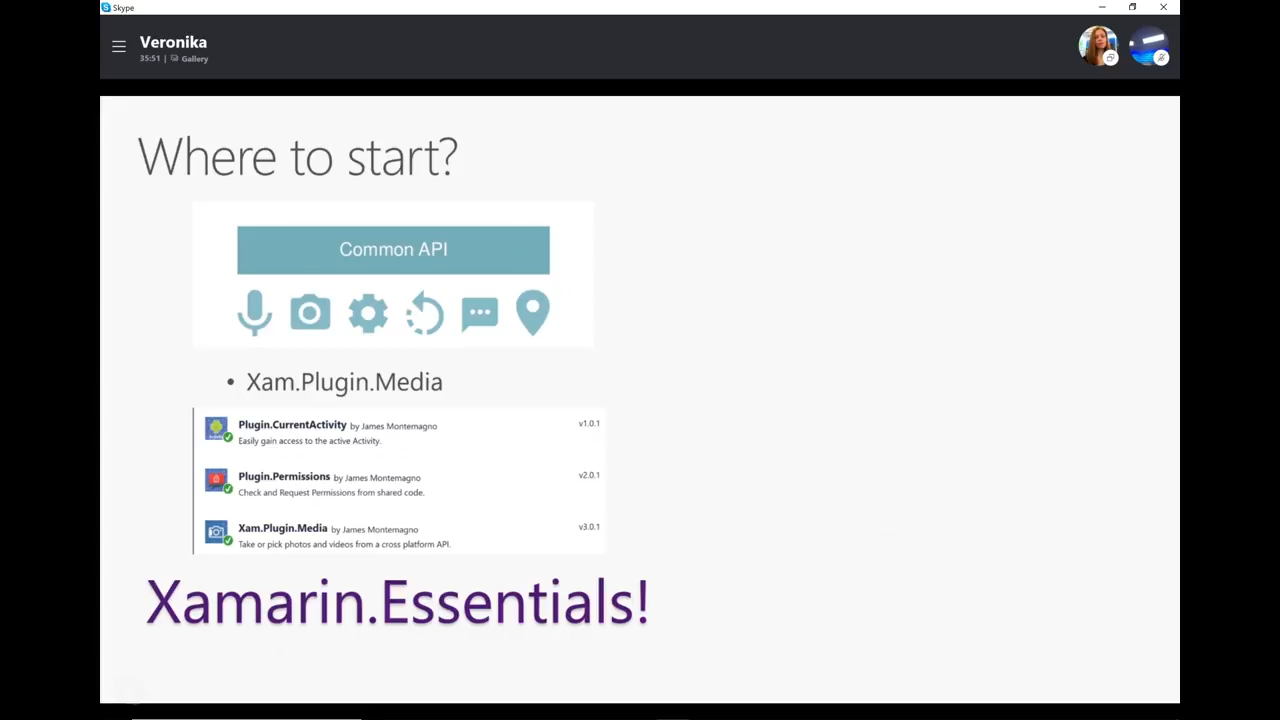 Skype
Veronika
35:51 | Gallery
Where to start?
Common API
• Xam.Plugin.Media
Plugin.CurrentActivity by James Montemagno v1.0.1
Easily gain access to the active Activity.
Plugin.Permissions by James Montemagno v2.0.1
Check and Request Permissions from shared code.
Xam.Plugin.Media by James Montemagno v3.0.1
Take or pick photos and videos from a cross platform API.
Xamarin.Essentials!